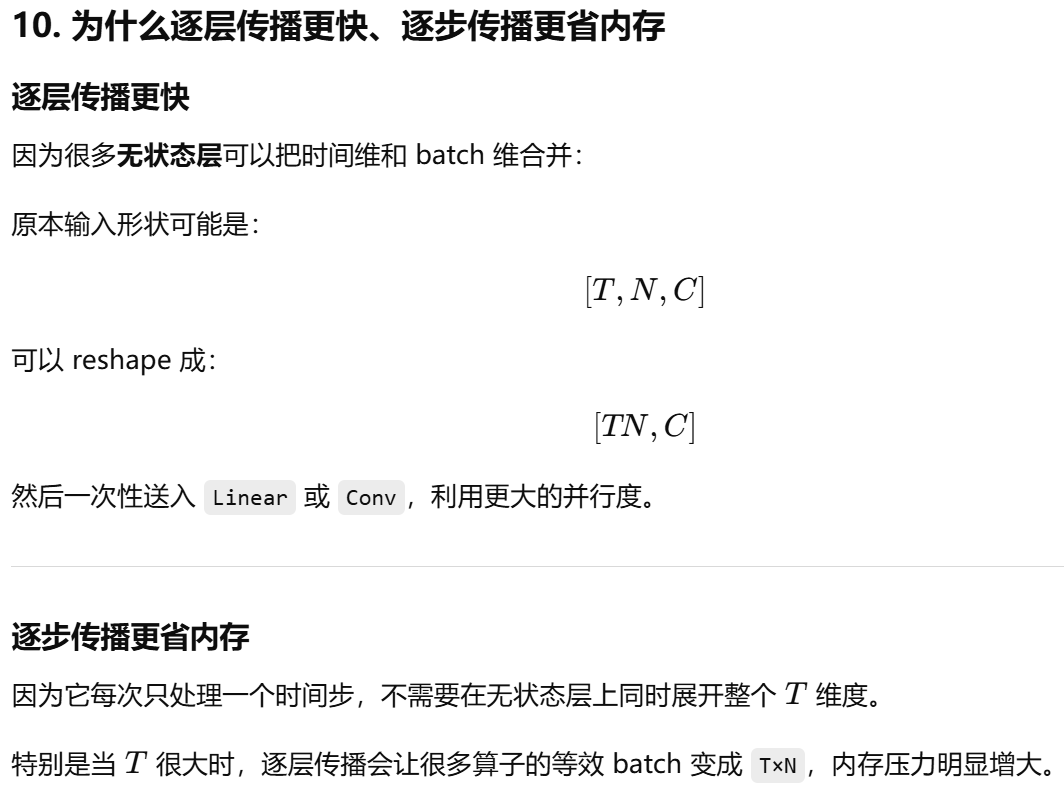 10. 为什么逐层传播更快、逐步传播更省内存
逐层传播更快
因为很多无状态层可以把时间维和 batch 维合并：
原本输入形状可能是：
[T, N, C]
可以 reshape 成：
[TN, C]
然后一次性送入 Linear 或 Conv，利用更大的并行度。
逐步传播更省内存
因为它每次只处理一个时间步，不需要在无状态层上同时展开整个 T 维度。
特别是当 T 很大时，逐层传播会让很多算子的等效 batch 变成 T×N，内存压力明显增大。